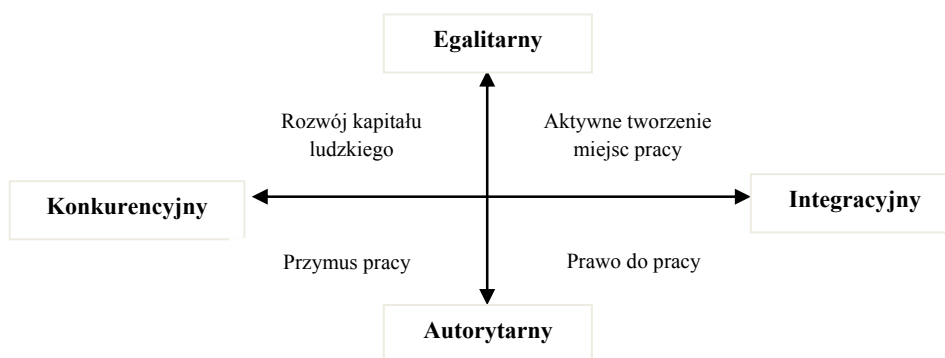 Egalitarny
Rozwój kapitału
ludzkiego
Aktywne tworzenie
miejsc pracy
Konkurencyjny
Integracyjny
Przymus pracy
Prawo do pracy
Autorytarny